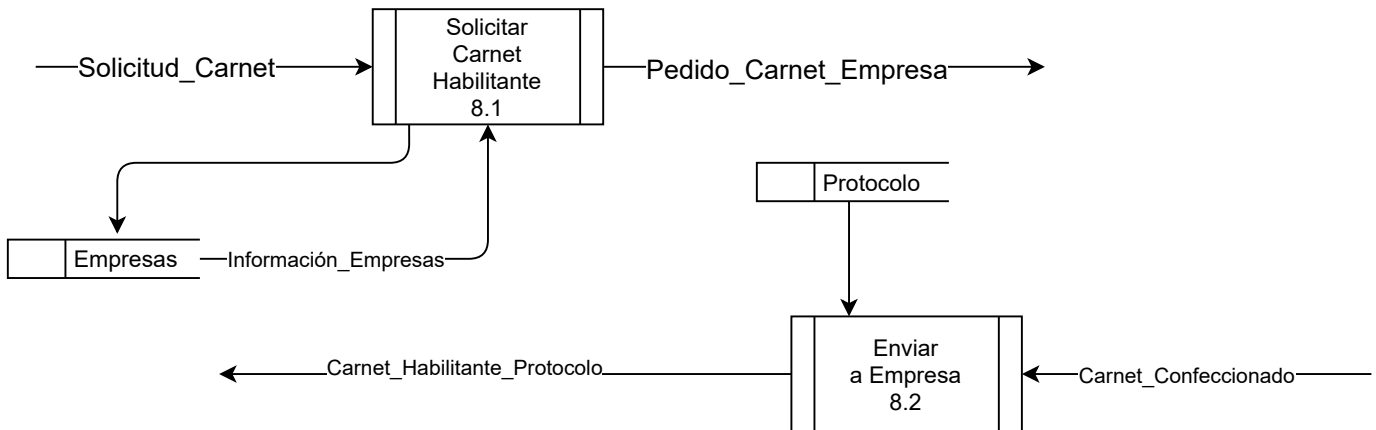 Solicitar
Carnet
Habilitante
8.1
Solicitud_Carnet
Pedido_Carnet_Empresa
Protocolo
Empresas
Información_Empresas
Enviar
a Empresa
8.2
Carnet_Habilitante_Protocolo
Carnet_Confeccionado